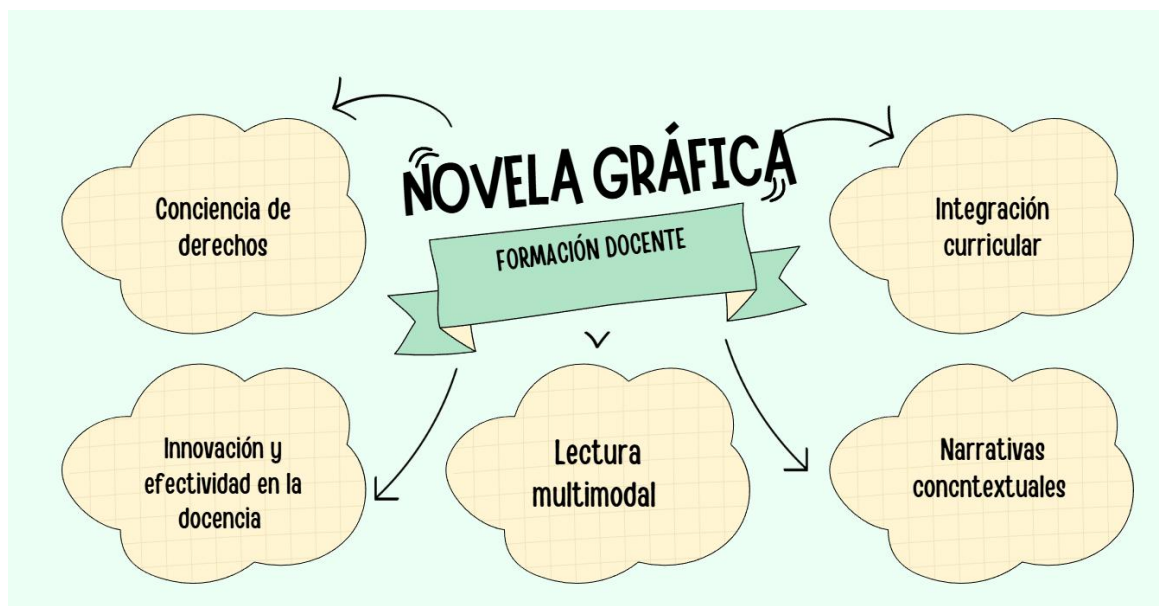 NOVELA GRÁFICA
FORMACIÓN DOCENTE
Conciencia de
derechos
Integración
curricular
Innovación y
efectividad en la
docencia
Lectura
multimodal
Narrativas
concntextuales